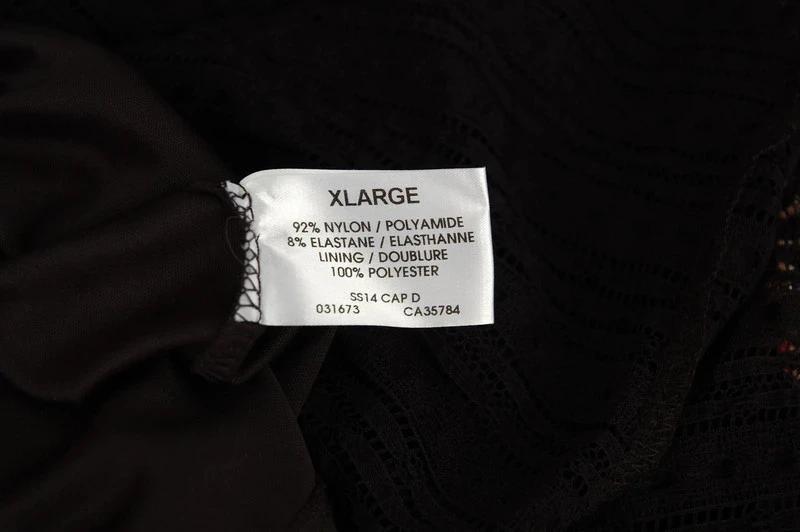 XLARGE
92% NYLON / POLYAMIDE
8% ELASTANE / ELASTHANNE
LINING / DOUBLURE
100% POLYESTER
SS14 CAP D
031673 CA35784